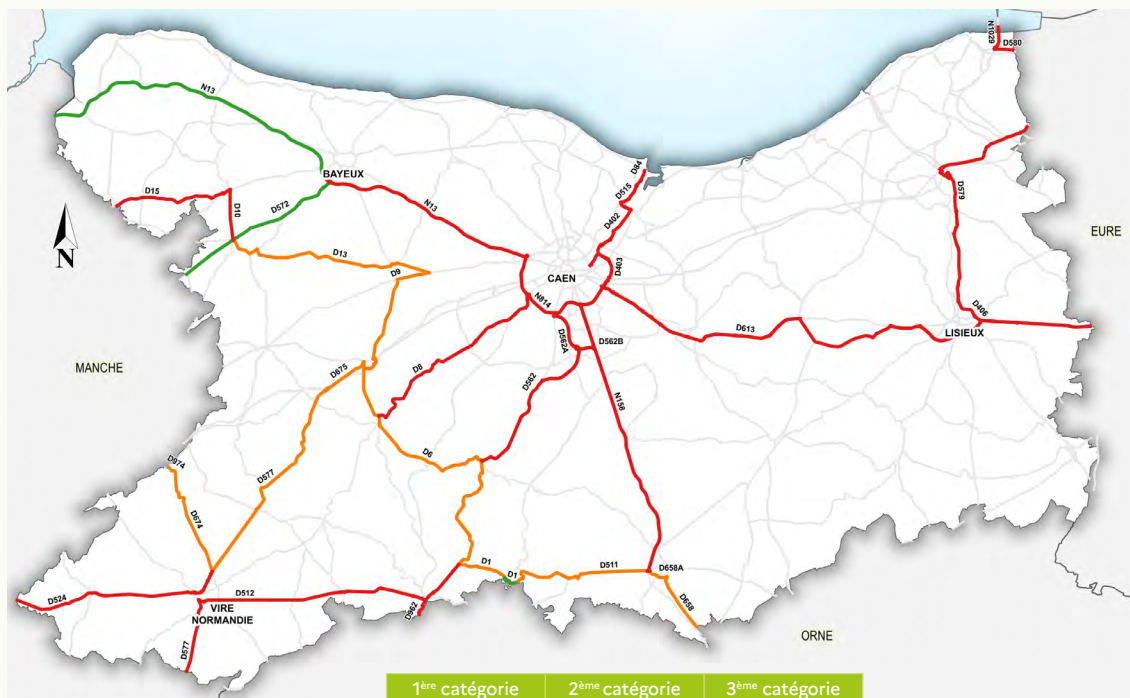 N1029
D580
N13
BAYEUX
D84
D515
D15
D10
D572
N13
D402
D579
N
D13
D9
CAEN
D403
EURE
N814
D406
D613
LISIEUX
D562A
D562B
MANCHE
D8
D675
D562
N158
D6
D974
D577
D674
D1
D1
D511
D658A
D524
D512
D962
D658
VIRE
NORMANDIE
D577
ORNE
1ère catégorie 2ème catégorie 3ème catégorie